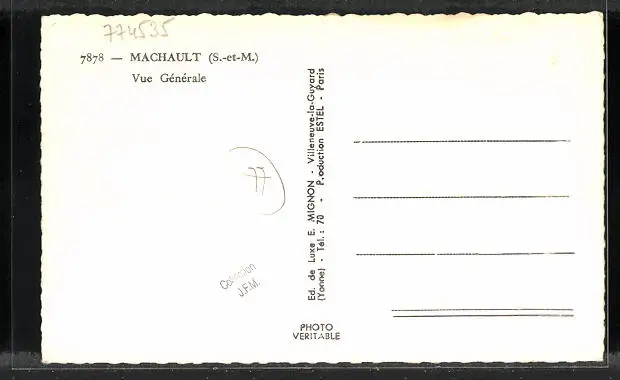 774535
7878 — MACHAULT (S.-et-M.)
Vue Générale
77
Collection
J.F.M.
Ed. de Luxe E. MIGNON - Villeneuve-la-Guyard
(Yonne) - Tél. : 70 - P.oduction ESTEL - Paris
PHOTO
VERITABLE